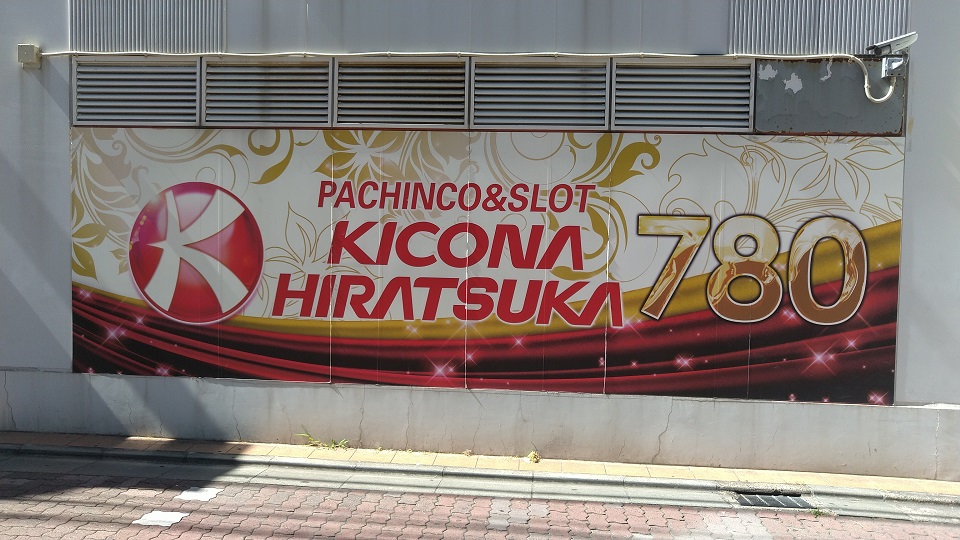 PACHINCO&SLOT
KICONA
HIRATSUKA
780